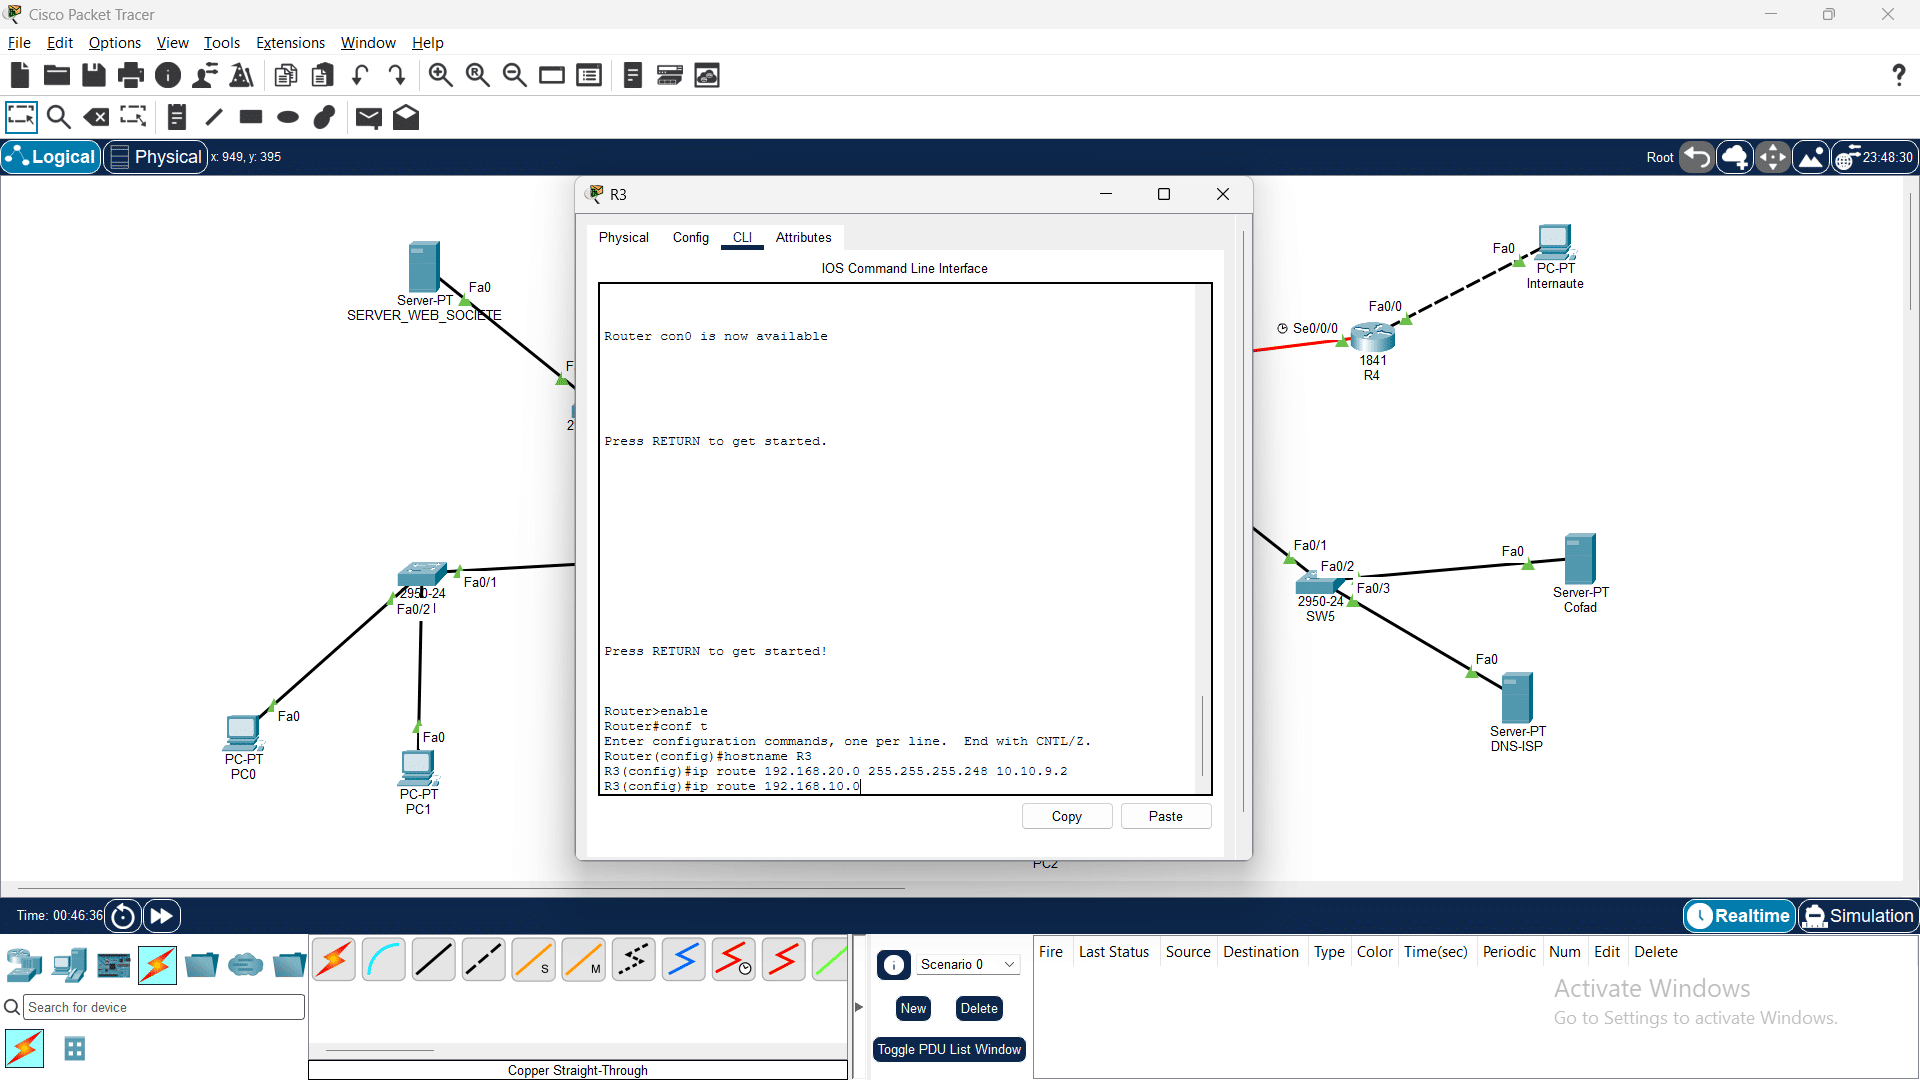 Cisco Packet Tracer
File Edit Options View Tools Extensions Window Help
Logical Physical x: 949, y: 395 Root 23:48:30
R3
Physical Config CLI Attributes
IOS Command Line Interface
Router con0 is now available
Press RETURN to get started.
Press RETURN to get started!
Router>enable
Router#conf t
Enter configuration commands, one per line. End with CNTL/Z.
Router(config)#hostname R3
R3(config)#ip route 192.168.20.0 255.255.255.248 10.10.9.2
R3(config)#ip route 192.168.10.0
Copy Paste
Fa0
Server-PT
SERVER_WEB_SOCIETE
F
2
Fa0
PC-PT
Internaute
Fa0/0
Se0/0/0
1841
R4
Fa0/1
2950-24
Fa0/2
Fa0/1
Fa0/2
Fa0/3
2950-24
SW5
Fa0
Server-PT
Cofad
Fa0
Server-PT
DNS-ISP
Fa0
PC-PT
PC0
Fa0
PC-PT
PC1
PC2
Time: 00:46:36 Realtime Simulation
Search for device
S M
Copper Straight-Through
Scenario 0
New Delete
Toggle PDU List Window
Fire Last Status Source Destination Type Color Time(sec) Periodic Num Edit Delete
Activate Windows
Go to Settings to activate Windows.